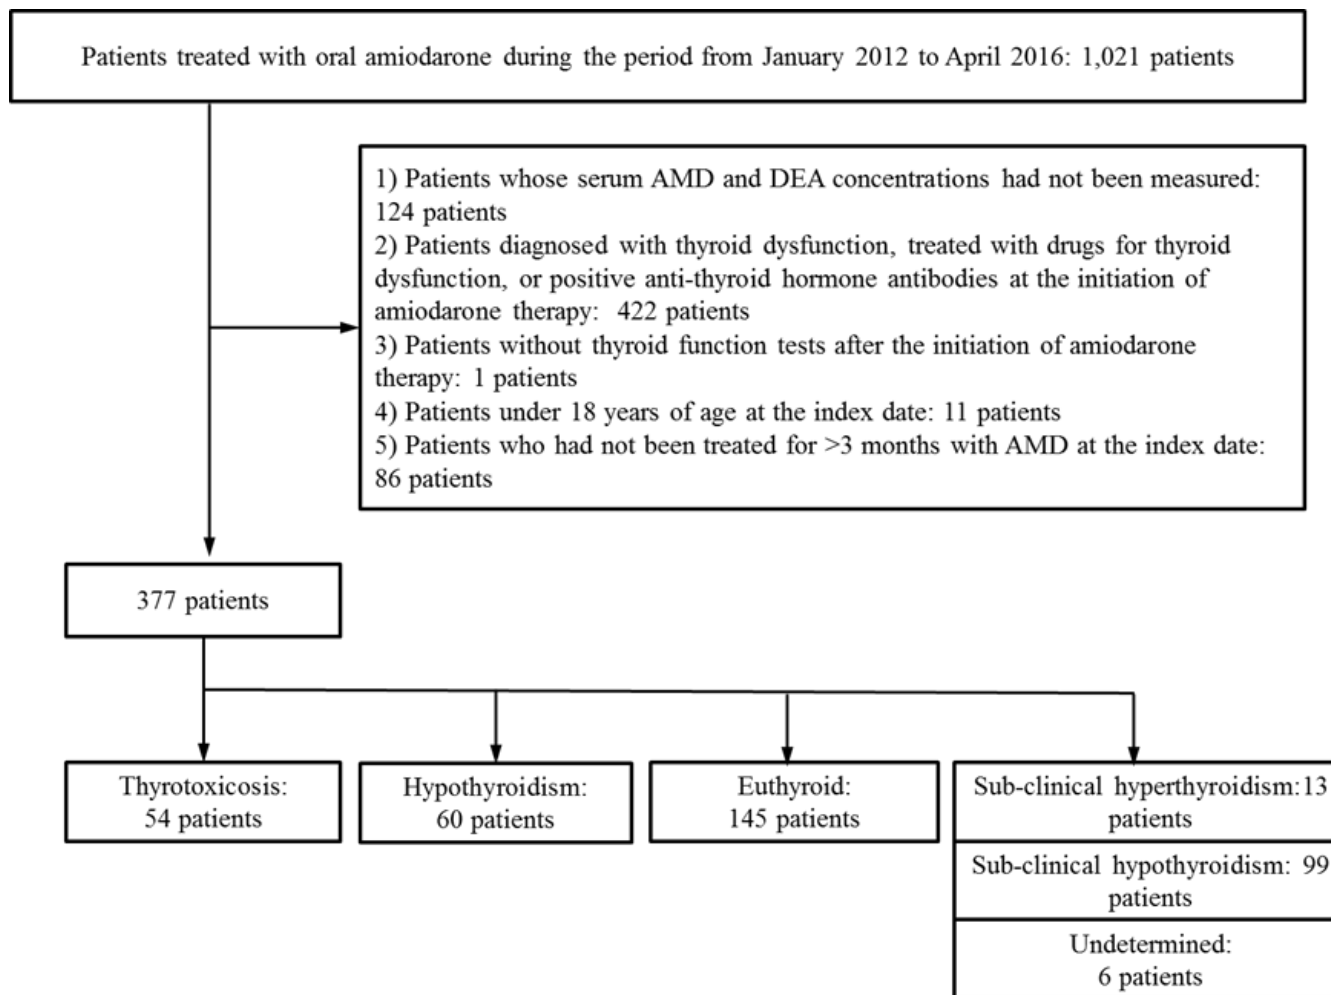 Patients treated with oral amiodarone during the period from January 2012 to April 2016: 1,021 patients
1) Patients whose serum AMD and DEA concentrations had not been measured:
124 patients
2) Patients diagnosed with thyroid dysfunction, treated with drugs for thyroid
dysfunction, or positive anti-thyroid hormone antibodies at the initiation of
amiodarone therapy: 422 patients
3) Patients without thyroid function tests after the initiation of amiodarone
therapy: 1 patients
4) Patients under 18 years of age at the index date: 11 patients
5) Patients who had not been treated for >3 months with AMD at the index date:
86 patients
377 patients
Thyrotoxicosis:
54 patients
Hypothyroidism:
60 patients
Euthyroid:
145 patients
Sub-clinical hyperthyroidism:13
patients
Sub-clinical hypothyroidism: 99
patients
Undetermined:
6 patients